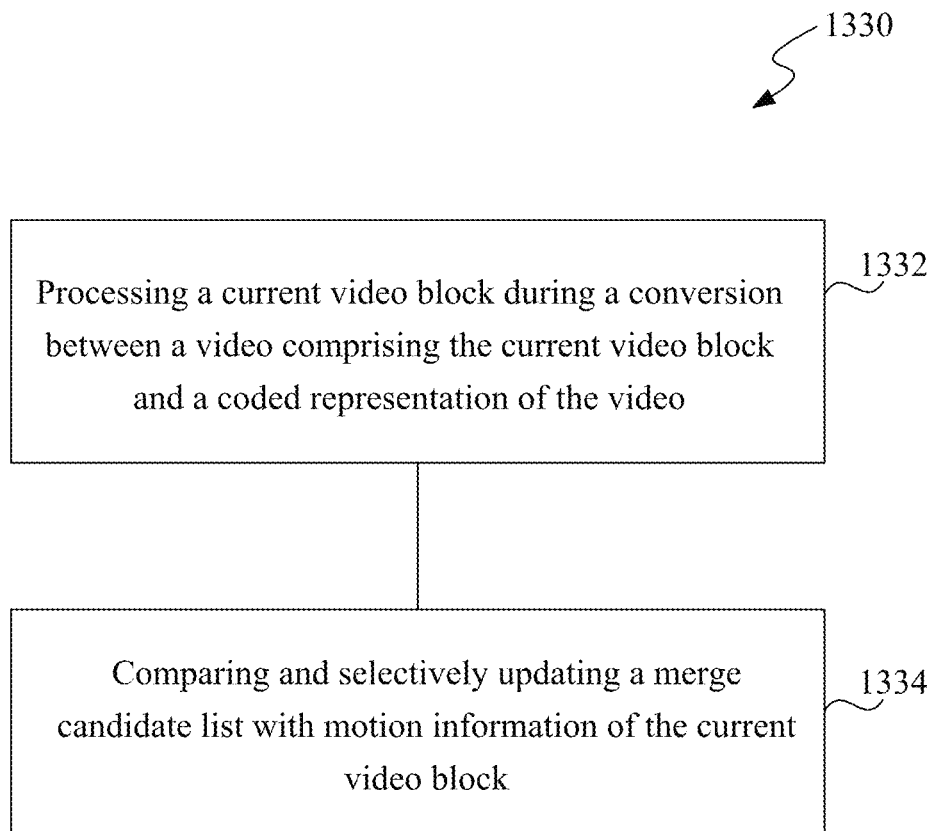 1330
Processing a current video block during a conversion
1332
between a video comprising the current video block
and a coded representation of the video
Comparing and selectively updating a merge
1334
candidate list with motion information of the current
video block